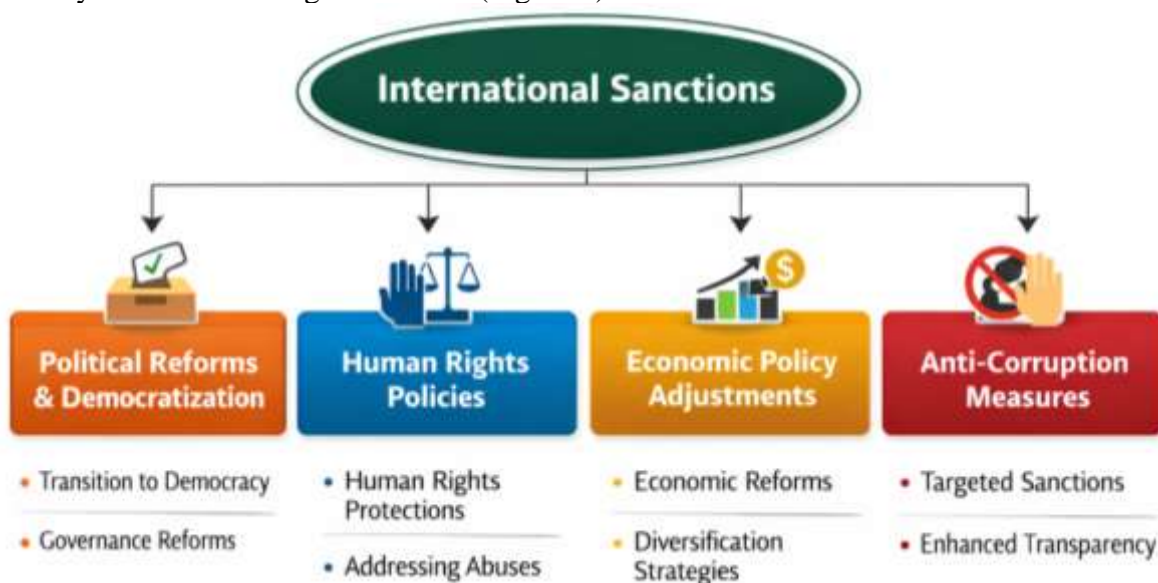 International Sanctions
Political Reforms
& Democratization
Human Rights
Policies
$
Economic Policy
Adjustments
Anti-Corruption
Measures
• Transition to Democracy
• Governance Reforms
• Human Rights
Protections
• Addressing Abuses
• Economic Reforms
• Diversification
Strategies
• Targeted Sanctions
• Enhanced Transparency